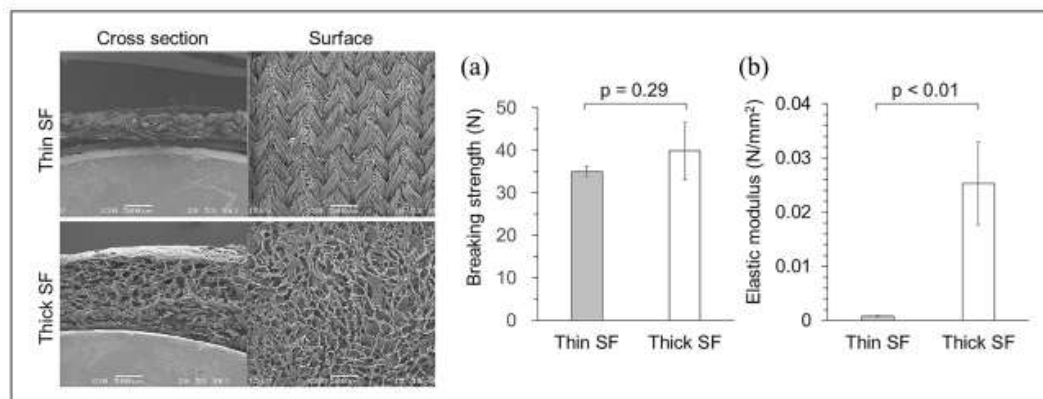 Cross section
Surface
Thin SF
Thick SF
(a)
p = 0.29
Breaking strength (N)
50
40
30
20
10
0
Thin SF
Thick SF
(b)
p < 0.01
Elastic modulus (N/mm²)
0.04
0.03
0.02
0.01
0
Thin SF
Thick SF